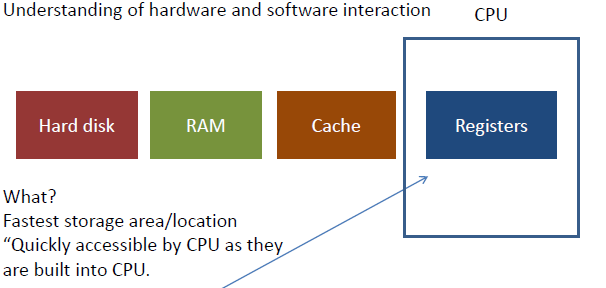 Understanding of hardware and software interaction
CPU
Hard disk
RAM
Cache
Registers
What?
Fastest storage area/location
“Quickly accessible by CPU as they
are built into CPU.